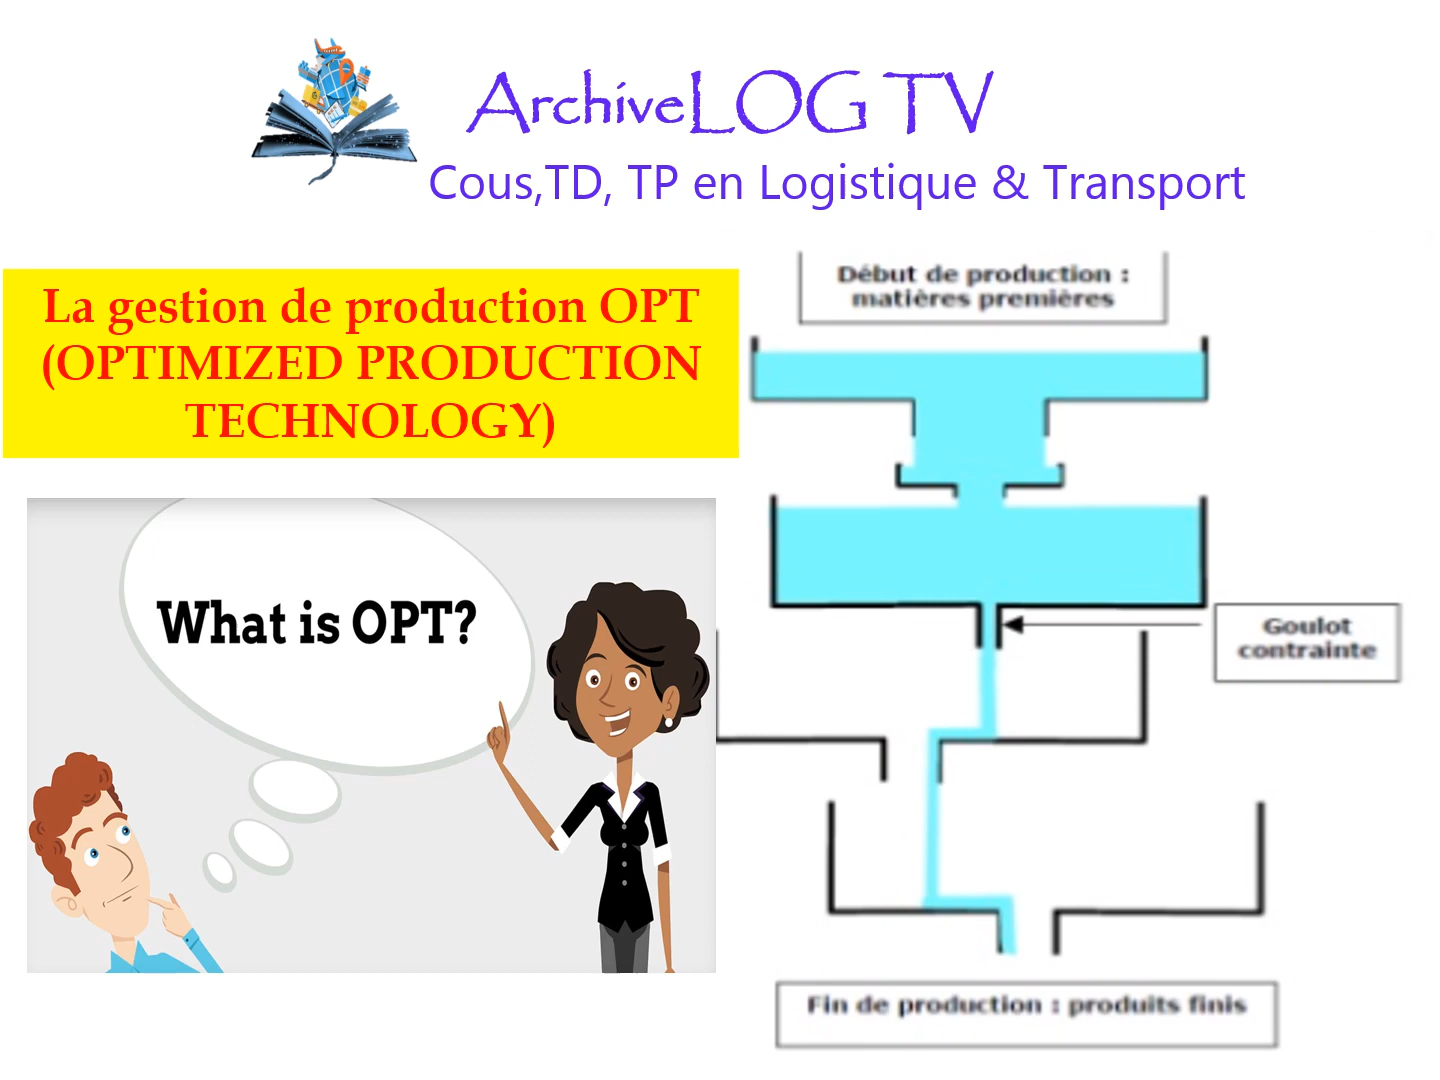 ArchiveLOG TV
Cous,TD, TP en Logistique & Transport
La gestion de production OPT
(OPTIMIZED PRODUCTION
TECHNOLOGY)
What is OPT?
Début de production :
matières premières
Goulot
contrainte
Fin de production : produits finis